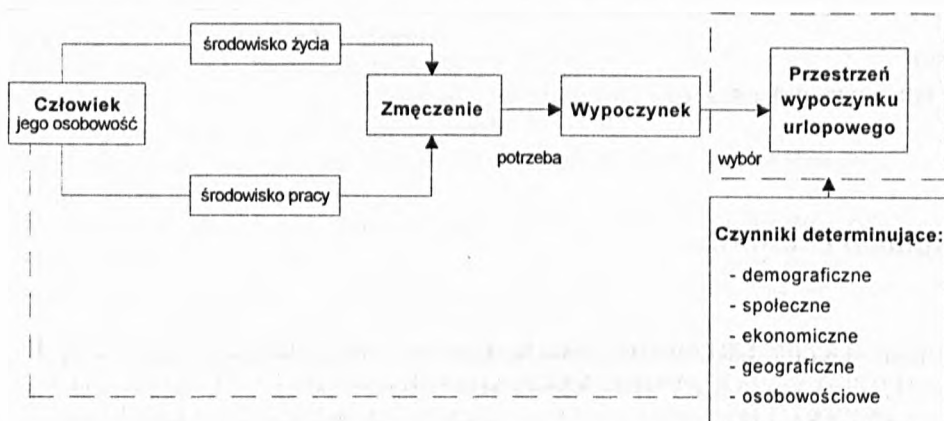 środowisko życia
Człowiek
jego osobowość
Zmęczenie
Wypoczynek
Przestrzeń
wypoczynku
urlopowego
potrzeba
wybór
środowisko pracy
Czynniki determinujące:
- demograficzne
- społeczne
- ekonomiczne
- geograficzne
- osobowościowe